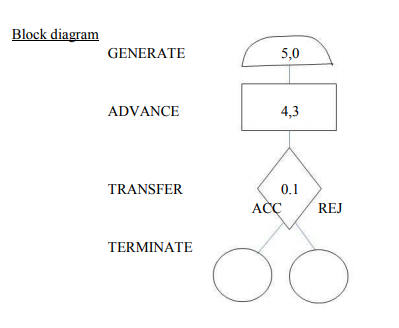 Block diagram
GENERATE 5,0
ADVANCE 4,3
TRANSFER 0.1
ACC REJ
TERMINATE